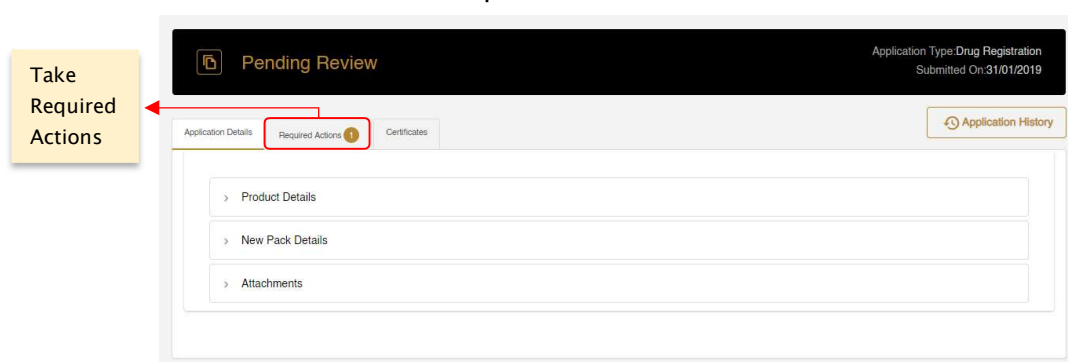 Pending Review
Application Type:Drug Registration
Submitted On:31/01/2019
Take
Required
Actions
Application History
Application Details
Required Actions 1
Certificates
Product Details
New Pack Details
Attachments